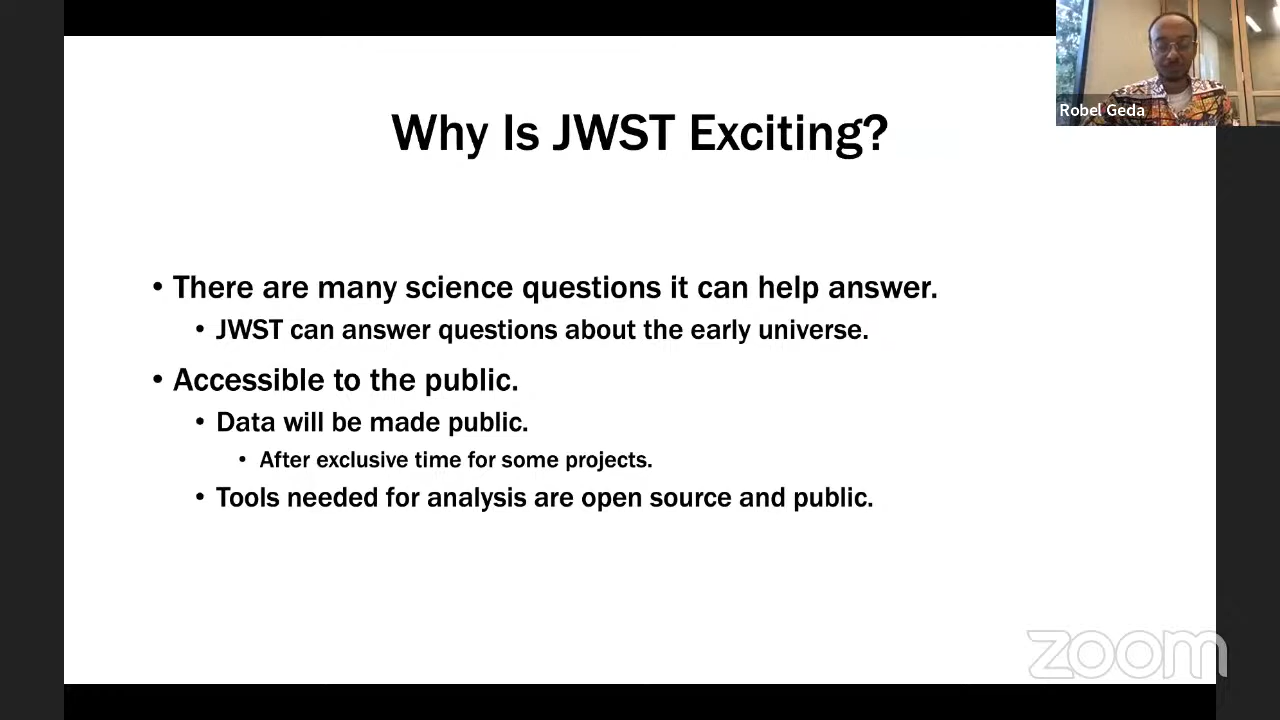 Robel Geda
Why Is JWST Exciting?
• There are many science questions it can help answer.
• JWST can answer questions about the early universe.
• Accessible to the public.
• Data will be made public.
• After exclusive time for some projects.
• Tools needed for analysis are open source and public.
zoom